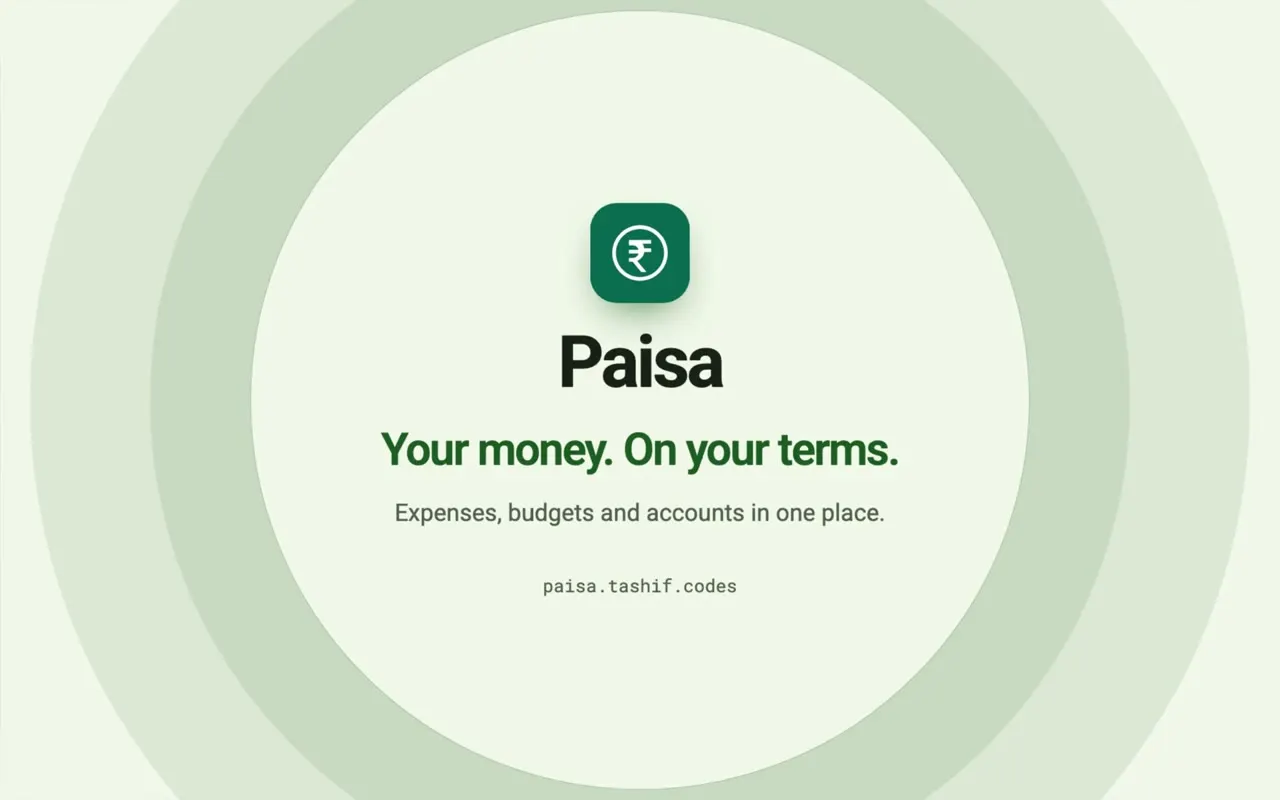 ₹
Paisa
Your money. On your terms.
Expenses, budgets and accounts in one place.
paisa.tashif.codes